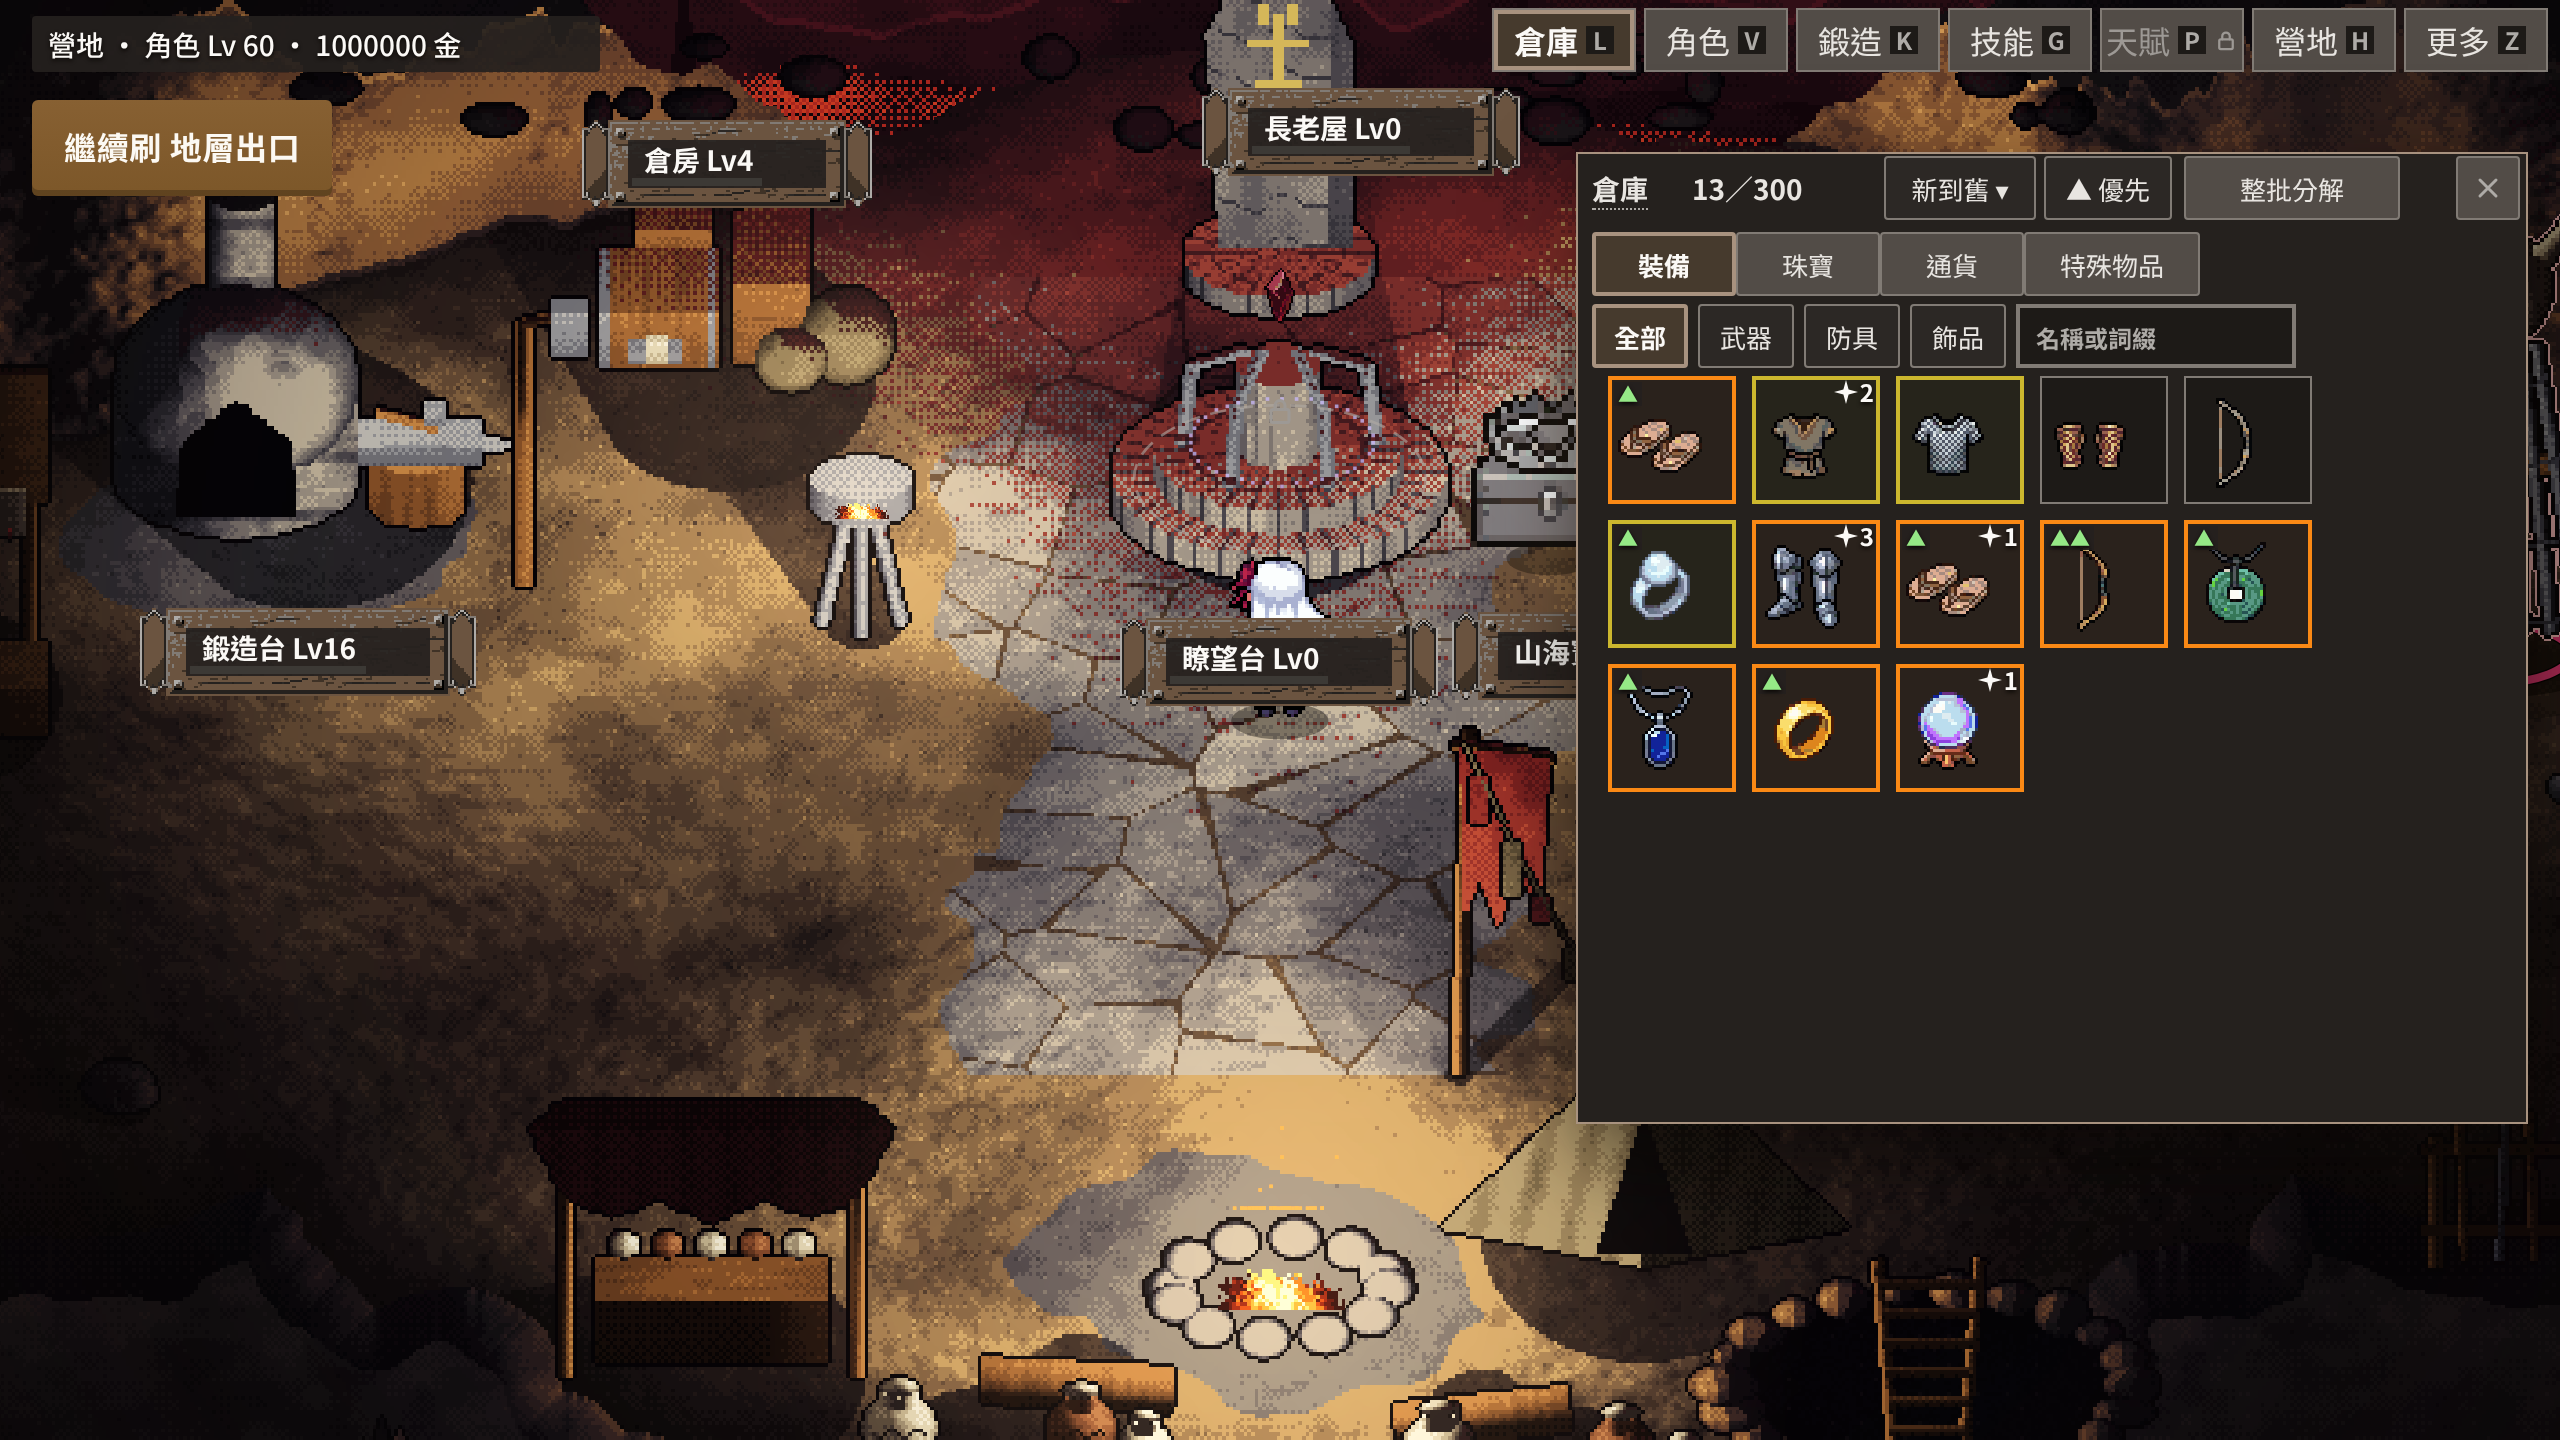 營地 · 角色 Lv 60 · 1000000 金
倉庫 L
角色 V
鍛造 K
技能 G
天賦 P
營地 H
更多 Z
繼續刷 地層出口
倉房 Lv4
長老屋 Lv0
鍛造台 Lv16
瞭望台 Lv0
山海
倉庫 13／300
新到舊 ▾
▲ 優先
整批分解
×
裝備
珠寶
通貨
特殊物品
全部
武器
防具
飾品
名稱或詞綴
2
3
1
1